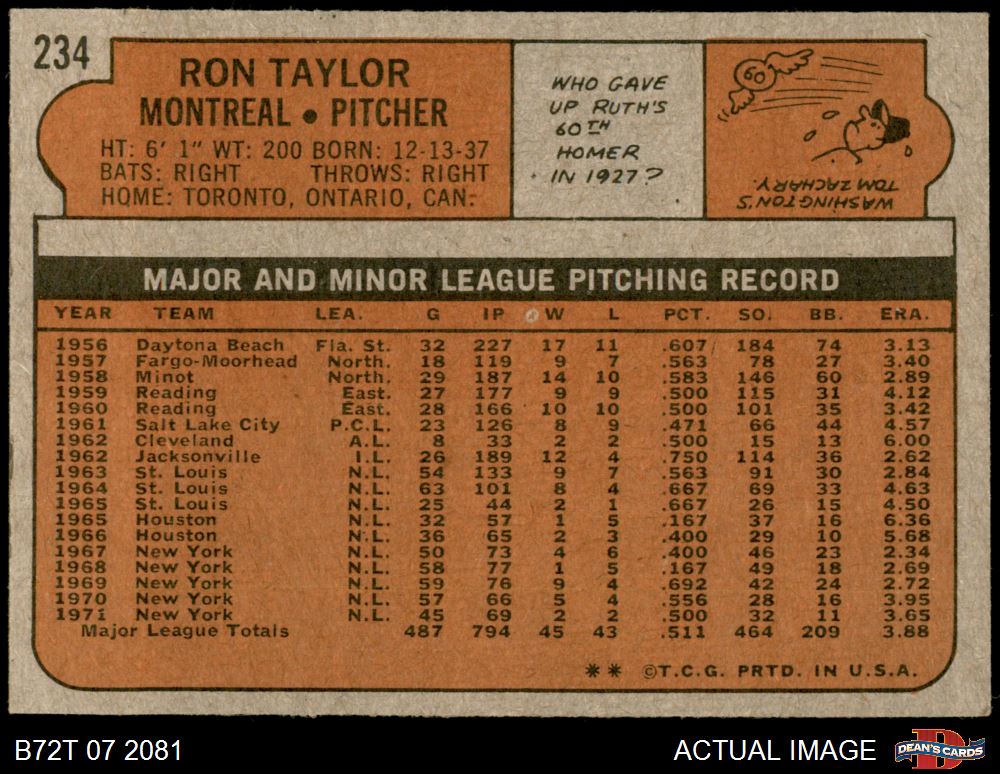 234
RON TAYLOR
MONTREAL • PITCHER
HT: 6' 1" WT: 200 BORN: 12-13-37
BATS: RIGHT THROWS: RIGHT
HOME: TORONTO, ONTARIO, CAN.
WHO GAVE
UP RUTH'S
60TH
HOMER
IN 1927?
60
WASHINGTON'S
TOM ZACHARY.
MAJOR AND MINOR LEAGUE PITCHING RECORD
YEAR TEAM LEA. G IP W L PCT. SO. BB. ERA.
1956 Daytona Beach Fla. St. 32 227 17 11 .607 184 74 3.13
1957 Fargo-Moorhead North. 18 119 9 7 .563 78 27 3.40
1958 Minot North. 29 187 14 10 .583 146 60 2.89
1959 Reading East. 27 177 9 9 .500 115 31 4.12
1960 Reading East. 28 166 10 10 .500 101 35 3.42
1961 Salt Lake City P.C.L. 23 126 8 9 .471 66 44 4.57
1962 Cleveland A.L. 8 33 2 2 .500 15 13 6.00
1962 Jacksonville I.L. 26 189 12 4 .750 114 36 2.62
1963 St. Louis N.L. 54 133 9 7 .563 91 30 2.84
1964 St. Louis N.L. 63 101 8 4 .667 69 33 4.63
1965 St. Louis N.L. 25 44 2 1 .667 26 15 4.50
1965 Houston N.L. 32 57 1 5 .167 37 16 6.36
1966 Houston N.L. 36 65 2 3 .400 29 10 5.68
1967 New York N.L. 50 73 4 6 .400 46 23 2.34
1968 New York N.L. 58 77 1 5 .167 49 18 2.69
1969 New York N.L. 59 76 9 4 .692 42 24 2.72
1970 New York N.L. 57 66 5 4 .556 28 16 3.95
1971 New York N.L. 45 69 2 2 .500 32 11 3.65
Major League Totals 487 794 45 43 .511 464 209 3.88
** ©T.C.G. PRTD. IN U.S.A.
B72T 07 2081 ACTUAL IMAGE DEAN'S CARDS